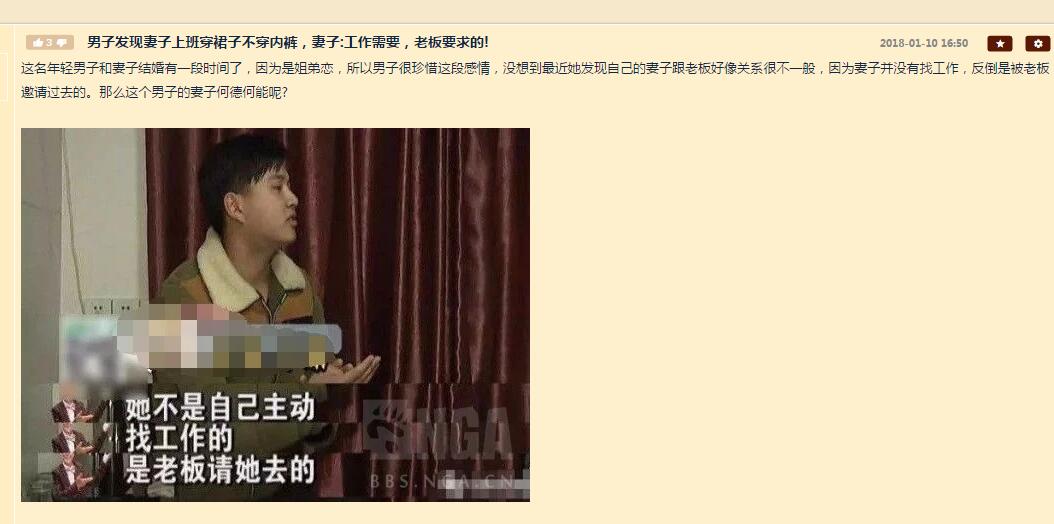 3
男子发现妻子上班穿裙子不穿内裤，妻子:工作需要，老板要求的!
2018-01-10 16:50
这名年轻男子和妻子结婚有一段时间了，因为是姐弟恋，所以男子很珍惜这段感情，没想到最近她发现自己的妻子跟老板好像关系很不一般，因为妻子并没有找工作，反倒是被老板
邀请过去的。那么这个男子的妻子何德何能呢?
她不是自己主动
找工作的
是老板请她去的
NGA
BBS.NGA.CN